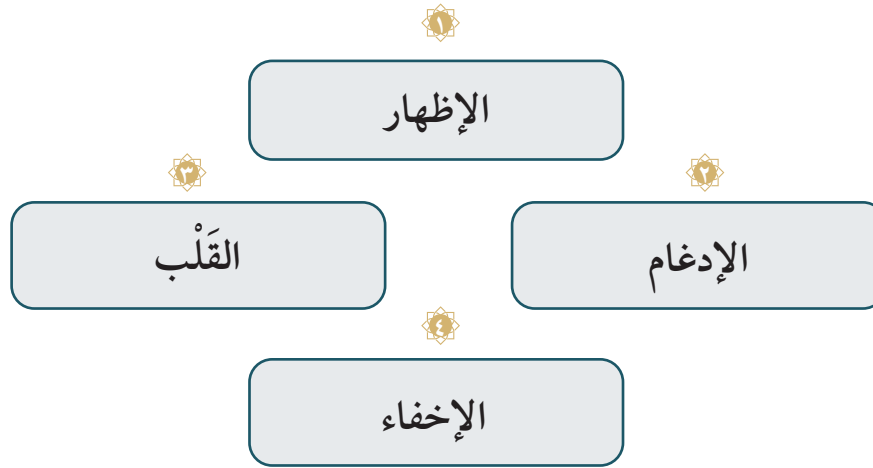 ١
الإظهار
٢
الإدغام
٣
القَلْب
٤
الإخفاء